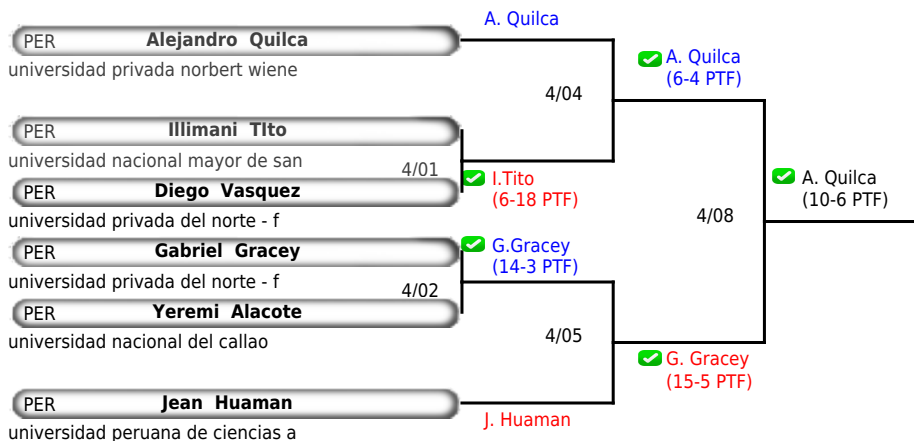 A. Quilca
PER Alejandro Quilca
universidad privada norbert wiene
A. Quilca
(6-4 PTF)
4/04
PER Illimani TIto
universidad nacional mayor de san
4/01
I.Tito
(6-18 PTF)
PER Diego Vasquez
universidad privada del norte - f
A. Quilca
(10-6 PTF)
4/08
PER Gabriel Gracey
universidad privada del norte - f
G.Gracey
(14-3 PTF)
4/02
PER Yeremi Alacote
universidad nacional del callao
4/05
G. Gracey
(15-5 PTF)
PER Jean Huaman
universidad peruana de ciencias a
J. Huaman